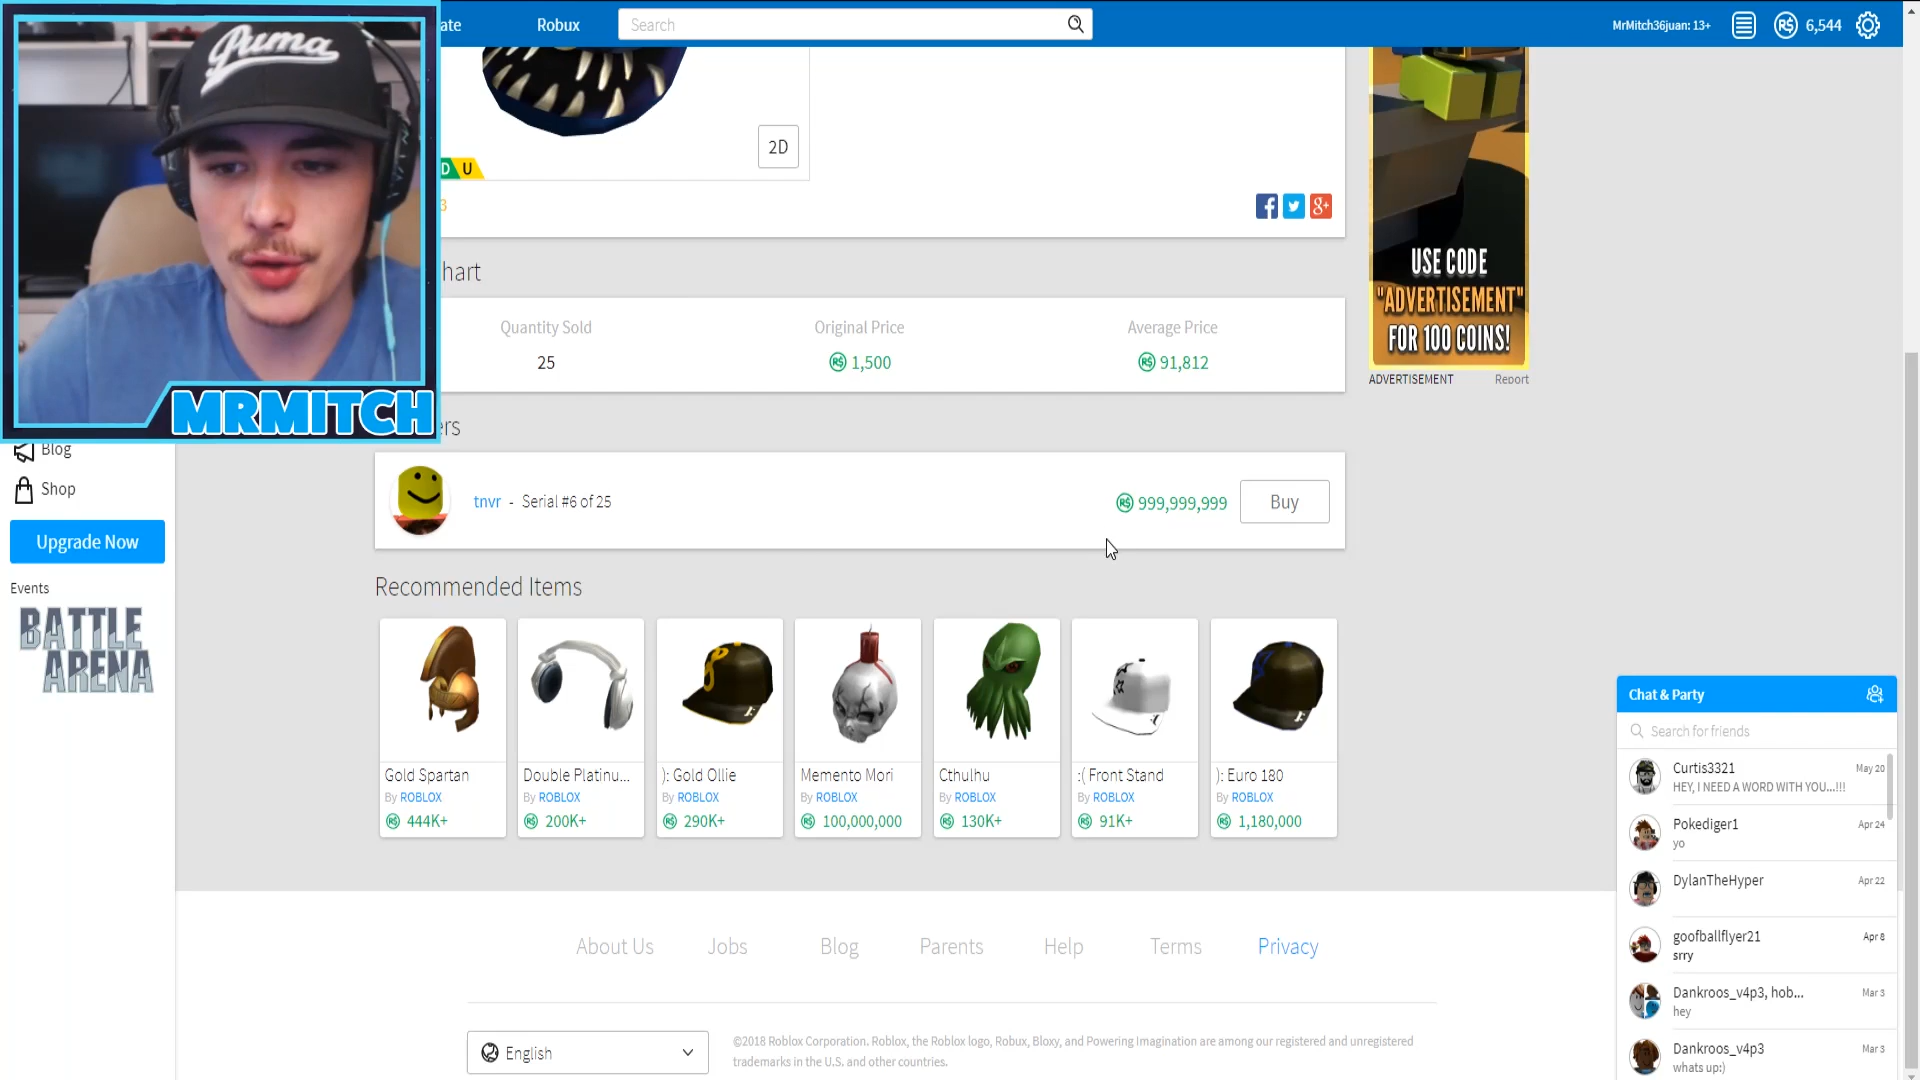 Puma
MRMITCH
ate
Robux
Search
MrMitch36juan: 13+
6,544
2D
D U
3
USE CODE
"ADVERTISEMENT"
FOR 100 COINS!
ADVERTISEMENT
Report
hart
Quantity Sold
Original Price
Average Price
25
1,500
91,812
ers
tnvr - Serial #6 of 25
999,999,999
Buy
Blog
Shop
Upgrade Now
Events
BATTLE
ARENA
Recommended Items
Gold Spartan
By ROBLOX
444K+
Double Platinu...
By ROBLOX
200K+
): Gold Ollie
By ROBLOX
290K+
Memento Mori
By ROBLOX
100,000,000
Cthulhu
By ROBLOX
130K+
:( Front Stand
By ROBLOX
91K+
): Euro 180
By ROBLOX
1,180,000
Chat & Party
Search for friends
Curtis3321
May 20
HEY, I NEED A WORD WITH YOU...!!!
Pokediger1
Apr 24
yo
DylanTheHyper
Apr 22
goofballflyer21
Apr 8
srry
Dankroos_v4p3, hob...
Mar 3
hey
Dankroos_v4p3
Mar 3
whats up:)
About Us
Jobs
Blog
Parents
Help
Terms
Privacy
English
©2018 Roblox Corporation. Roblox, the Roblox logo, Robux, Bloxy, and Powering Imagination are among our registered and unregistered
trademarks in the U.S. and other countries.